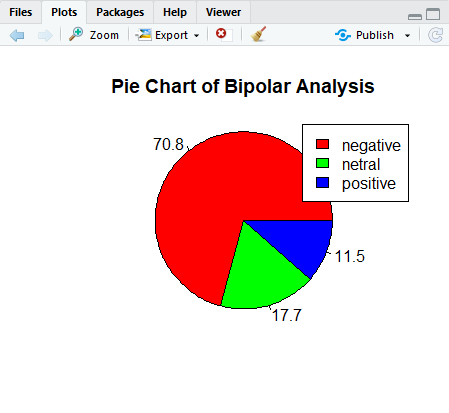 Files Plots Packages Help Viewer
Zoom Export Publish
Pie Chart of Bipolar Analysis
70.8
negative
netral
positive
11.5
17.7